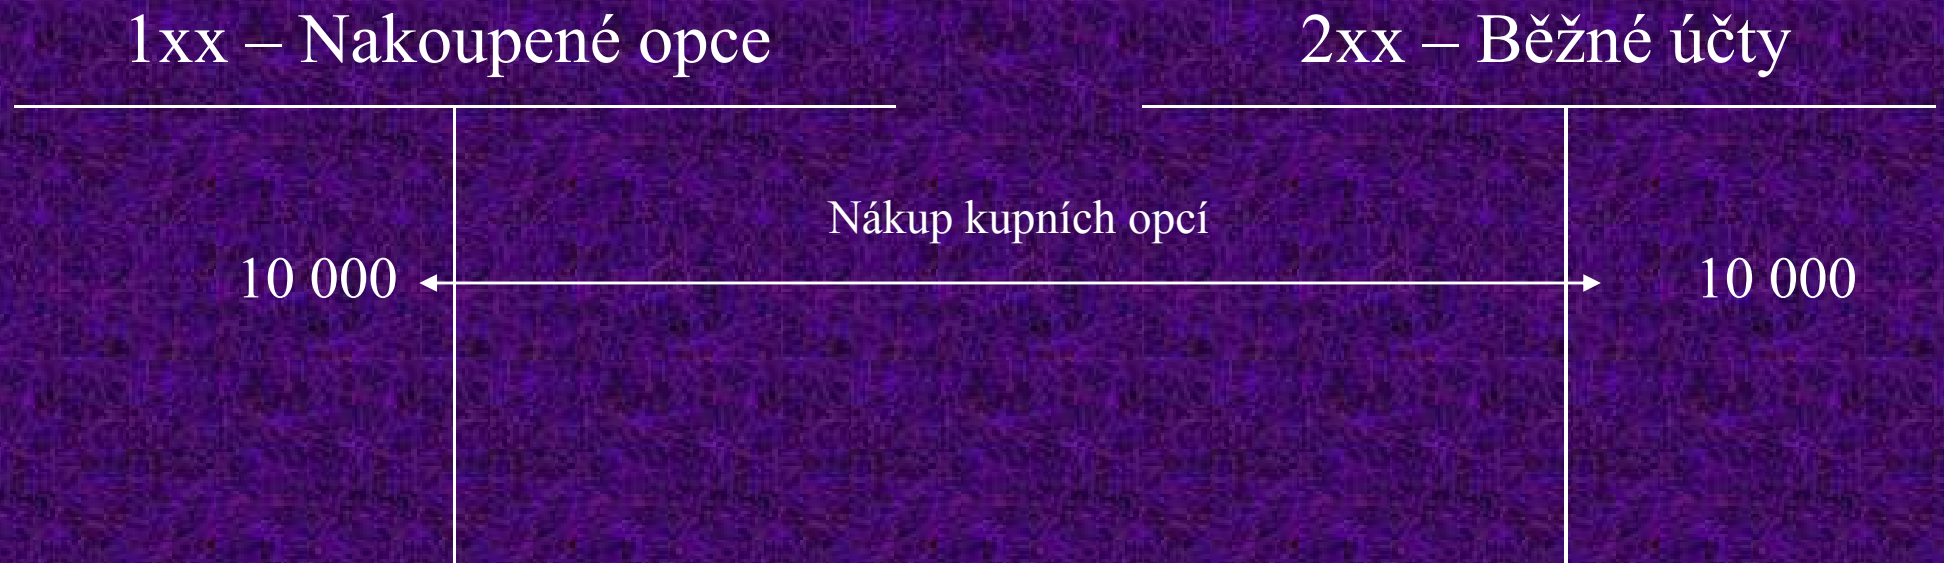 1xx – Nakoupené opce
2xx – Běžné účty
Nákup kupních opcí
10 000
10 000